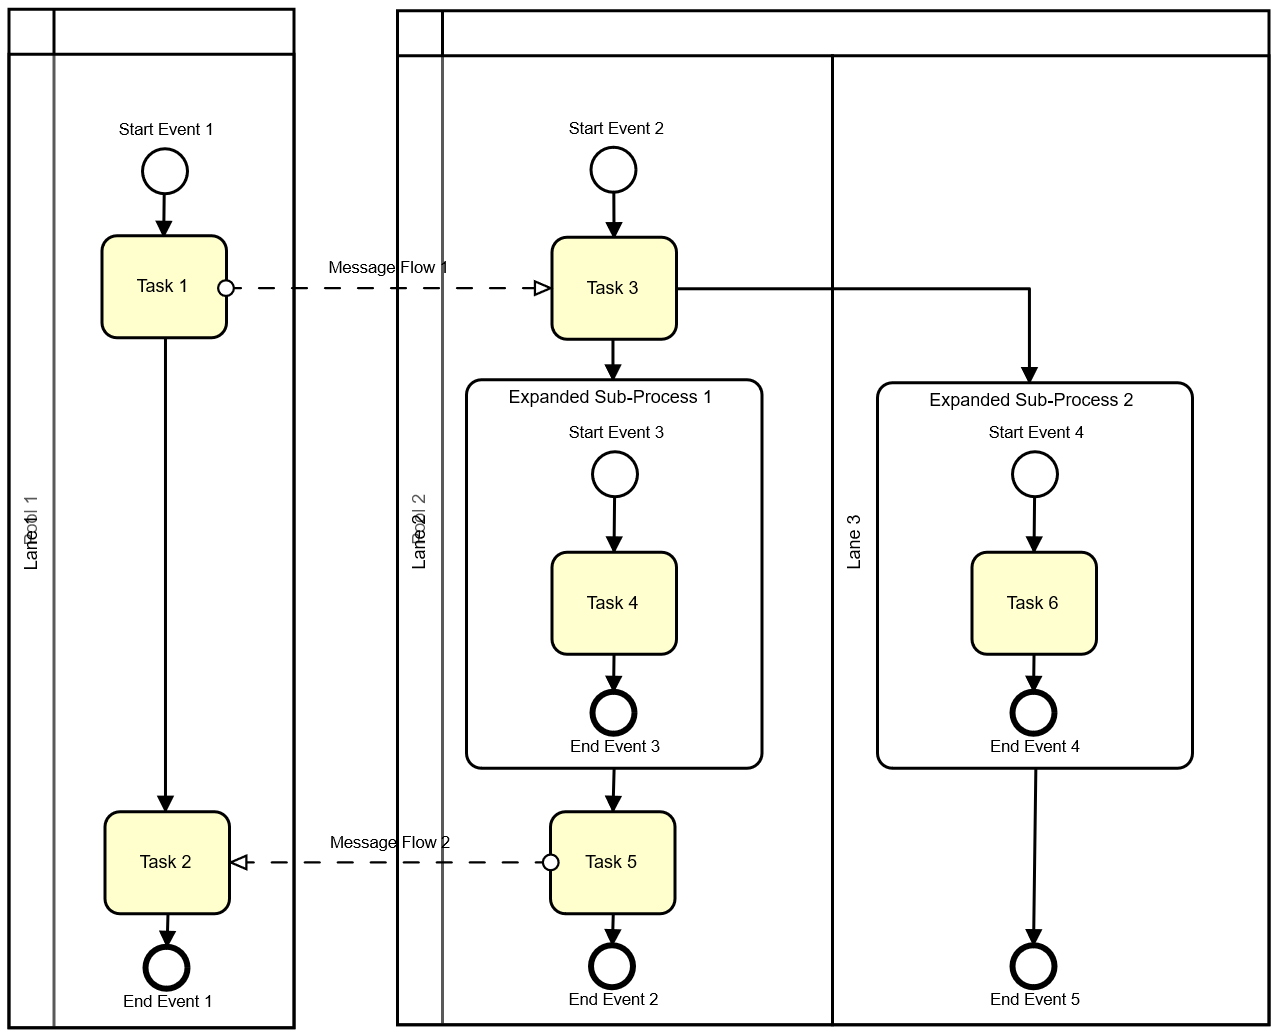 Start Event 1
Task 1
Pool 1
Lane 1
Task 2
End Event 1
Message Flow 1
Message Flow 2
Start Event 2
Task 3
Pool 2
Lane 2
Expanded Sub-Process 1
Start Event 3
Task 4
End Event 3
Task 5
End Event 2
Lane 3
Expanded Sub-Process 2
Start Event 4
Task 6
End Event 4
End Event 5